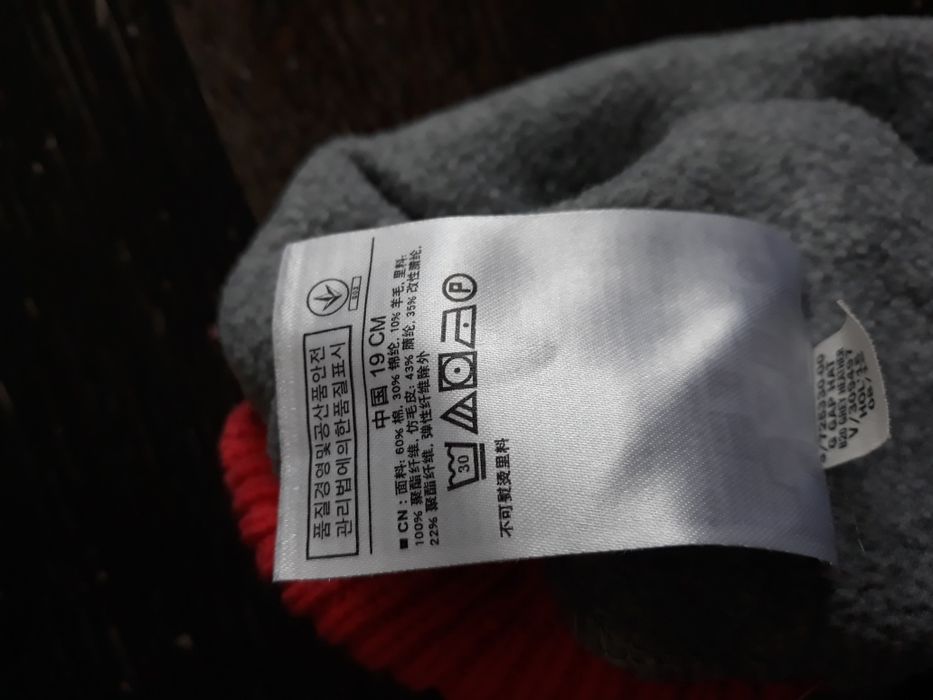 품질경영및공산품안전
관리법에의한품질표시
中国 19 CM
■ CN : 面料: 60% 棉, 30% 锦纶, 10% 羊毛, 里料:
100% 聚酯纤维, 仿毛皮: 43% 腈纶, 35% 改性腈纶,
22% 聚酯纤维, 弹性纤维除外
30
P
不可熨烫里料
G GAP HAT
HOL